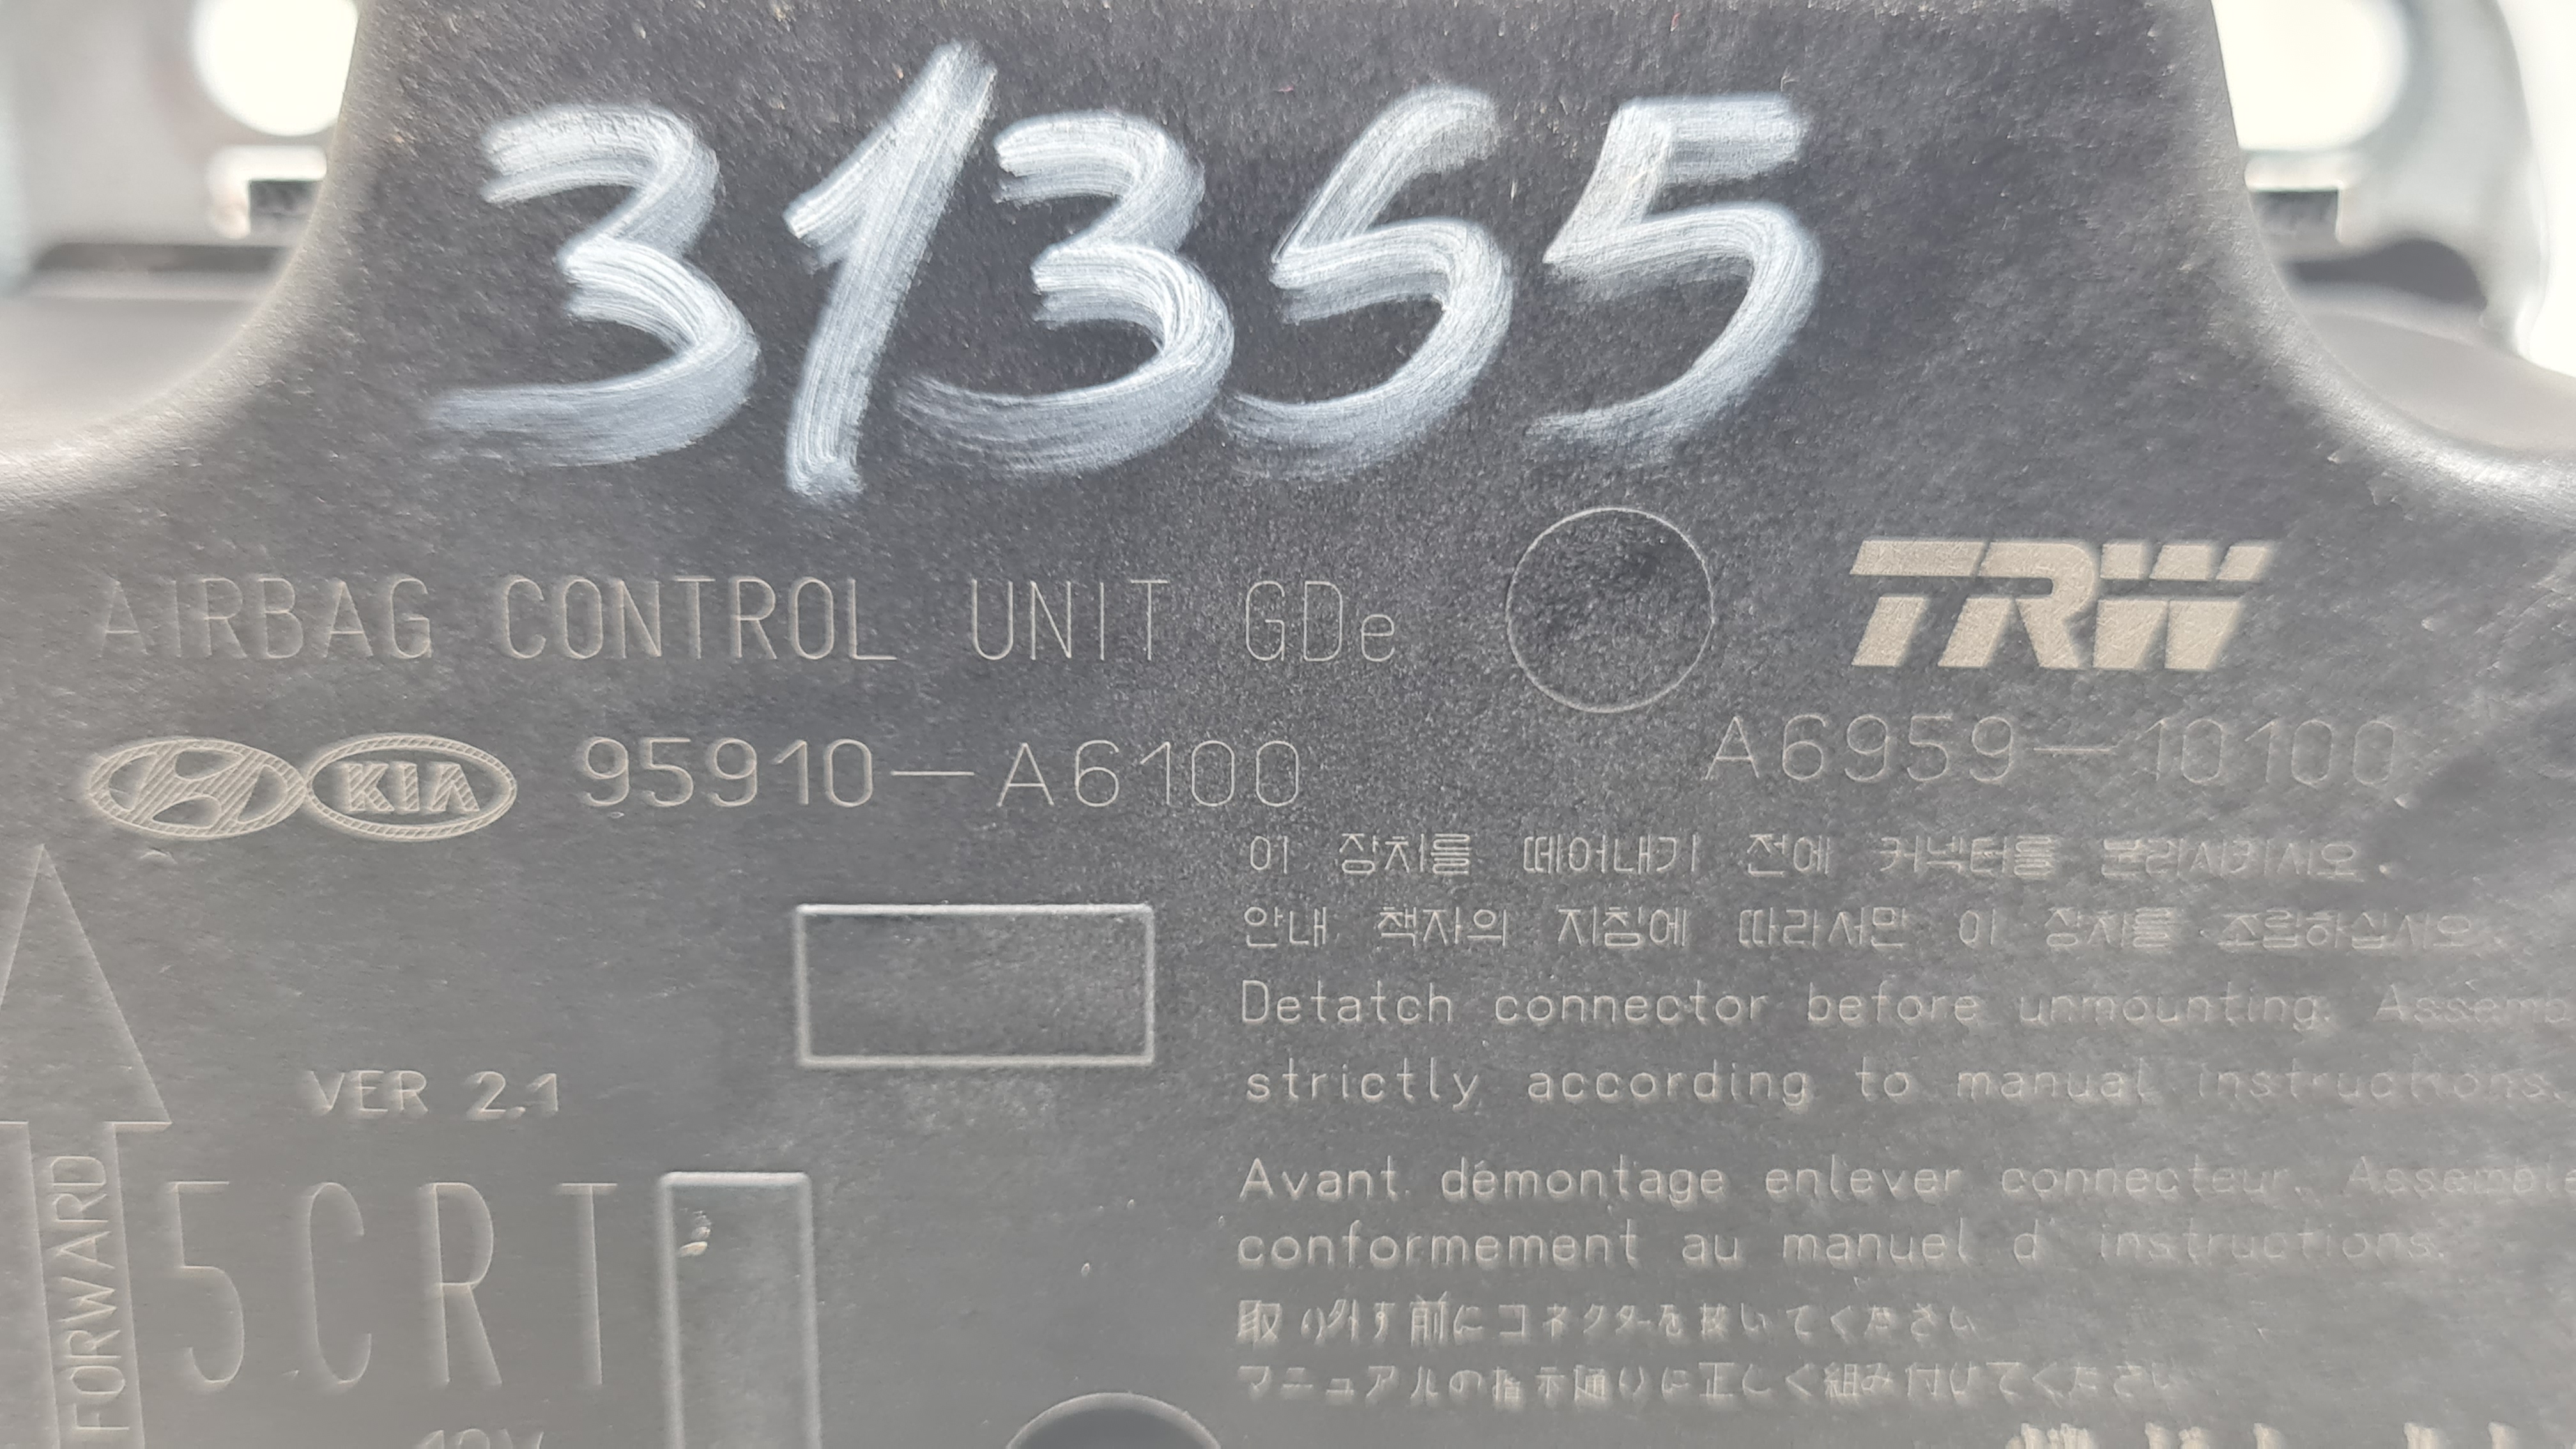 31355
AIRBAG CONTROL UNIT GDe
TRW
KIA 95910-A6100
A6959-10100
이 장치를 떼어내기 전에 커넥터를 분리시키시오.
안내 책자의 지침에 따라서만 이 장치를 조립하십시오.
Detatch connector before unmounting. Assemb
strictly according to manual instructions.
VER 2.1
Avant démontage enlever connecteur. Assembl
conformement au manuel d' instructions.
FORWARD
5CRT
取り外す前にコネクターを抜いてください
マニュアルの指示通りに正しく組み付けてください